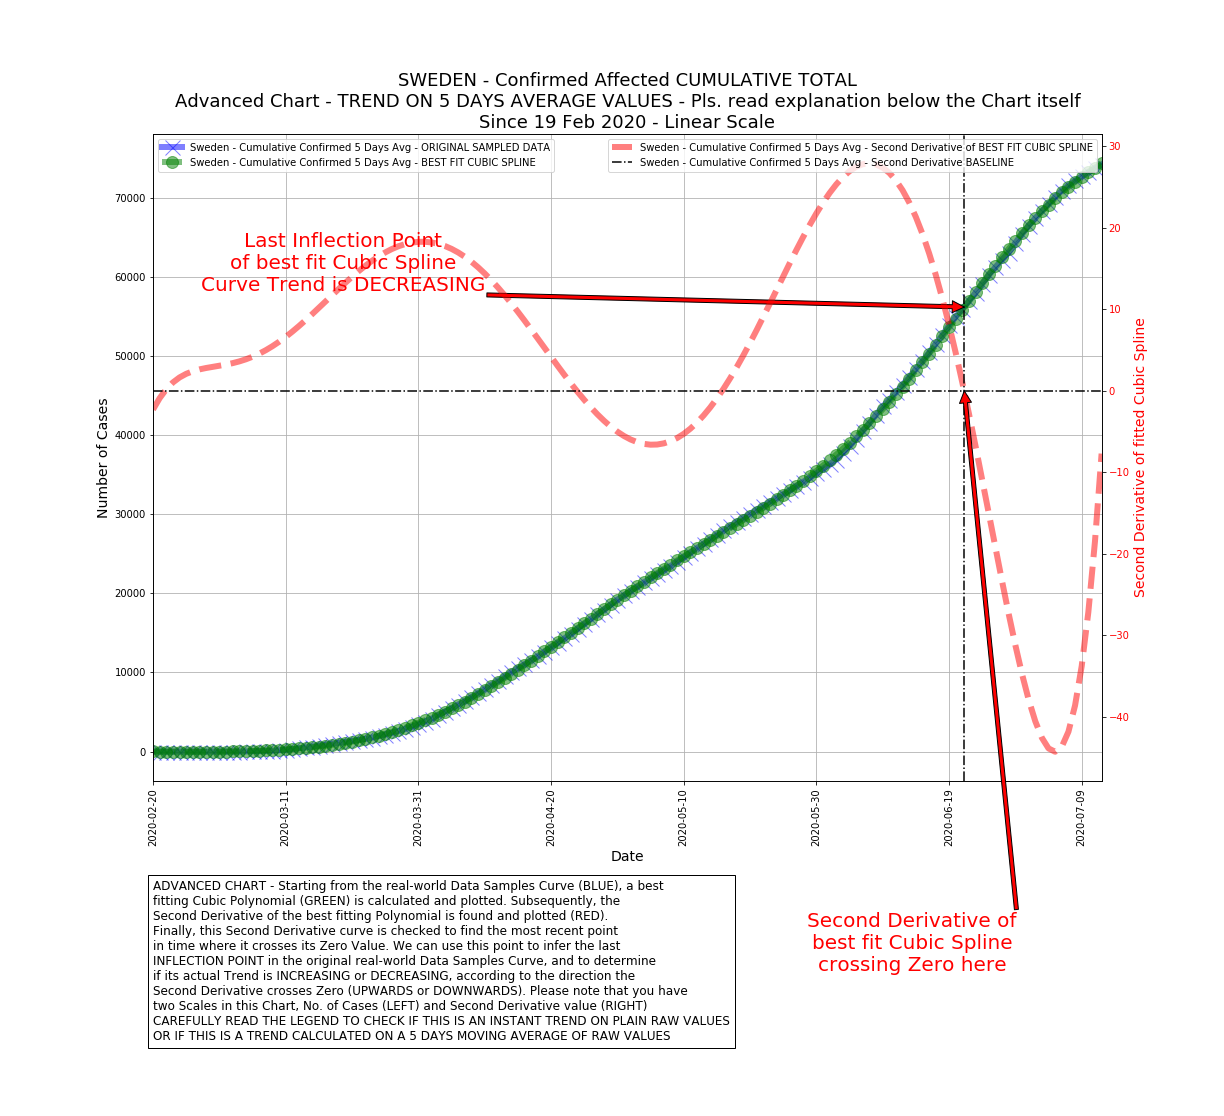 SWEDEN - Confirmed Affected CUMULATIVE TOTAL
Advanced Chart - TREND ON 5 DAYS AVERAGE VALUES - Pls. read explanation below the Chart itself
Since 19 Feb 2020 - Linear Scale
Sweden - Cumulative Confirmed 5 Days Avg - ORIGINAL SAMPLED DATA
Sweden - Cumulative Confirmed 5 Days Avg - BEST FIT CUBIC SPLINE
Sweden - Cumulative Confirmed 5 Days Avg - Second Derivative of BEST FIT CUBIC SPLINE
Sweden - Cumulative Confirmed 5 Days Avg - Second Derivative BASELINE
Last Inflection Point
of best fit Cubic Spline
Curve Trend is DECREASING
Number of Cases
70000
60000
50000
40000
30000
20000
10000
0
30
20
10
0
−10
−20
−30
−40
Second Derivative of fitted Cubic Spline
2020-02-20
2020-03-11
2020-03-31
2020-04-20
2020-05-10
2020-05-30
2020-06-19
2020-07-09
Date
ADVANCED CHART - Starting from the real-world Data Samples Curve (BLUE), a best
fitting Cubic Polynomial (GREEN) is calculated and plotted. Subsequently, the
Second Derivative of the best fitting Polynomial is found and plotted (RED).
Finally, this Second Derivative curve is checked to find the most recent point
in time where it crosses its Zero Value. We can use this point to infer the last
INFLECTION POINT in the original real-world Data Samples Curve, and to determine
if its actual Trend is INCREASING or DECREASING, according to the direction the
Second Derivative crosses Zero (UPWARDS or DOWNWARDS). Please note that you have
two Scales in this Chart, No. of Cases (LEFT) and Second Derivative value (RIGHT)
CAREFULLY READ THE LEGEND TO CHECK IF THIS IS AN INSTANT TREND ON PLAIN RAW VALUES
OR IF THIS IS A TREND CALCULATED ON A 5 DAYS MOVING AVERAGE OF RAW VALUES
Second Derivative of
best fit Cubic Spline
crossing Zero here